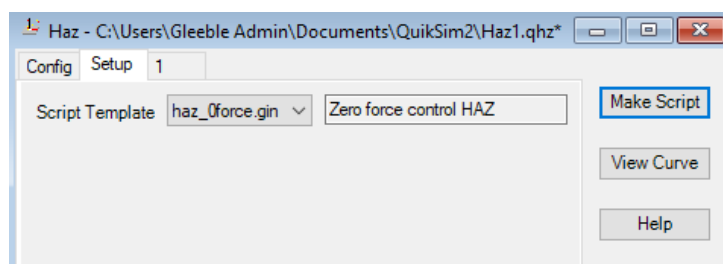 Haz - C:\Users\Gleeble Admin\Documents\QuikSim2\Haz1.qhz*
Config Setup 1
Script Template haz_0force.gin Zero force control HAZ
Make Script
View Curve
Help